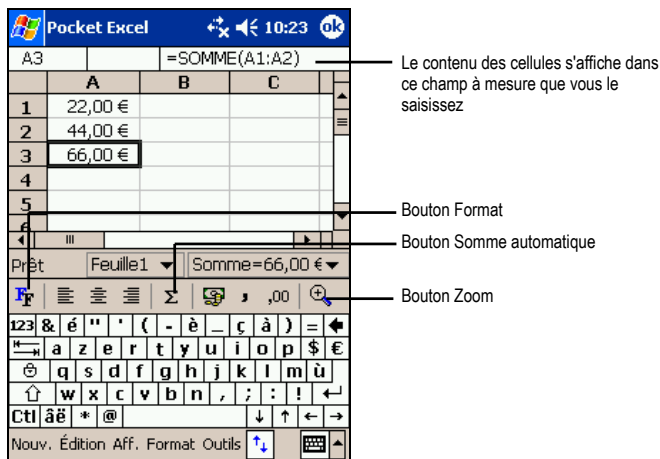 Pocket Excel 10:23 ok
A3 =SOMME(A1:A2)
Le contenu des cellules s'affiche dans
ce champ à mesure que vous le
saisissez
A B C
1 22,00 €
2 44,00 €
3 66,00 €
4
5
6
Bouton Format
Bouton Somme automatique
Prêt Feuille1 Somme=66,00 €
Bouton Zoom
FF Σ , ,00
123 & é " ' ( - è _ ç à ) =
a z e r t y u i o p $ €
q s d f g h j k l m ù
w x c v b n , ; : !
Ctl âë * @ ↓ ↑ ← →
Nouv. Édition Aff. Format Outils